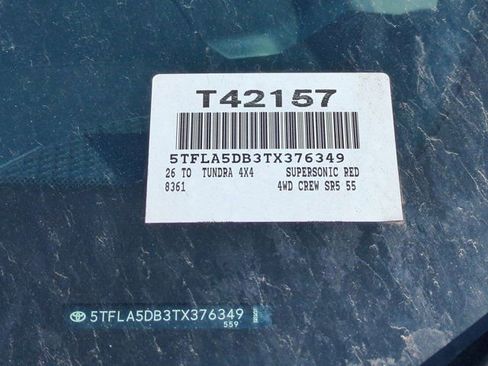 T42157
5TFLA5DB3TX376349
26 TO TUNDRA 4X4 SUPERSONIC RED
8361 4WD CREW SR5 55
5TFLA5DB3TX376349
559